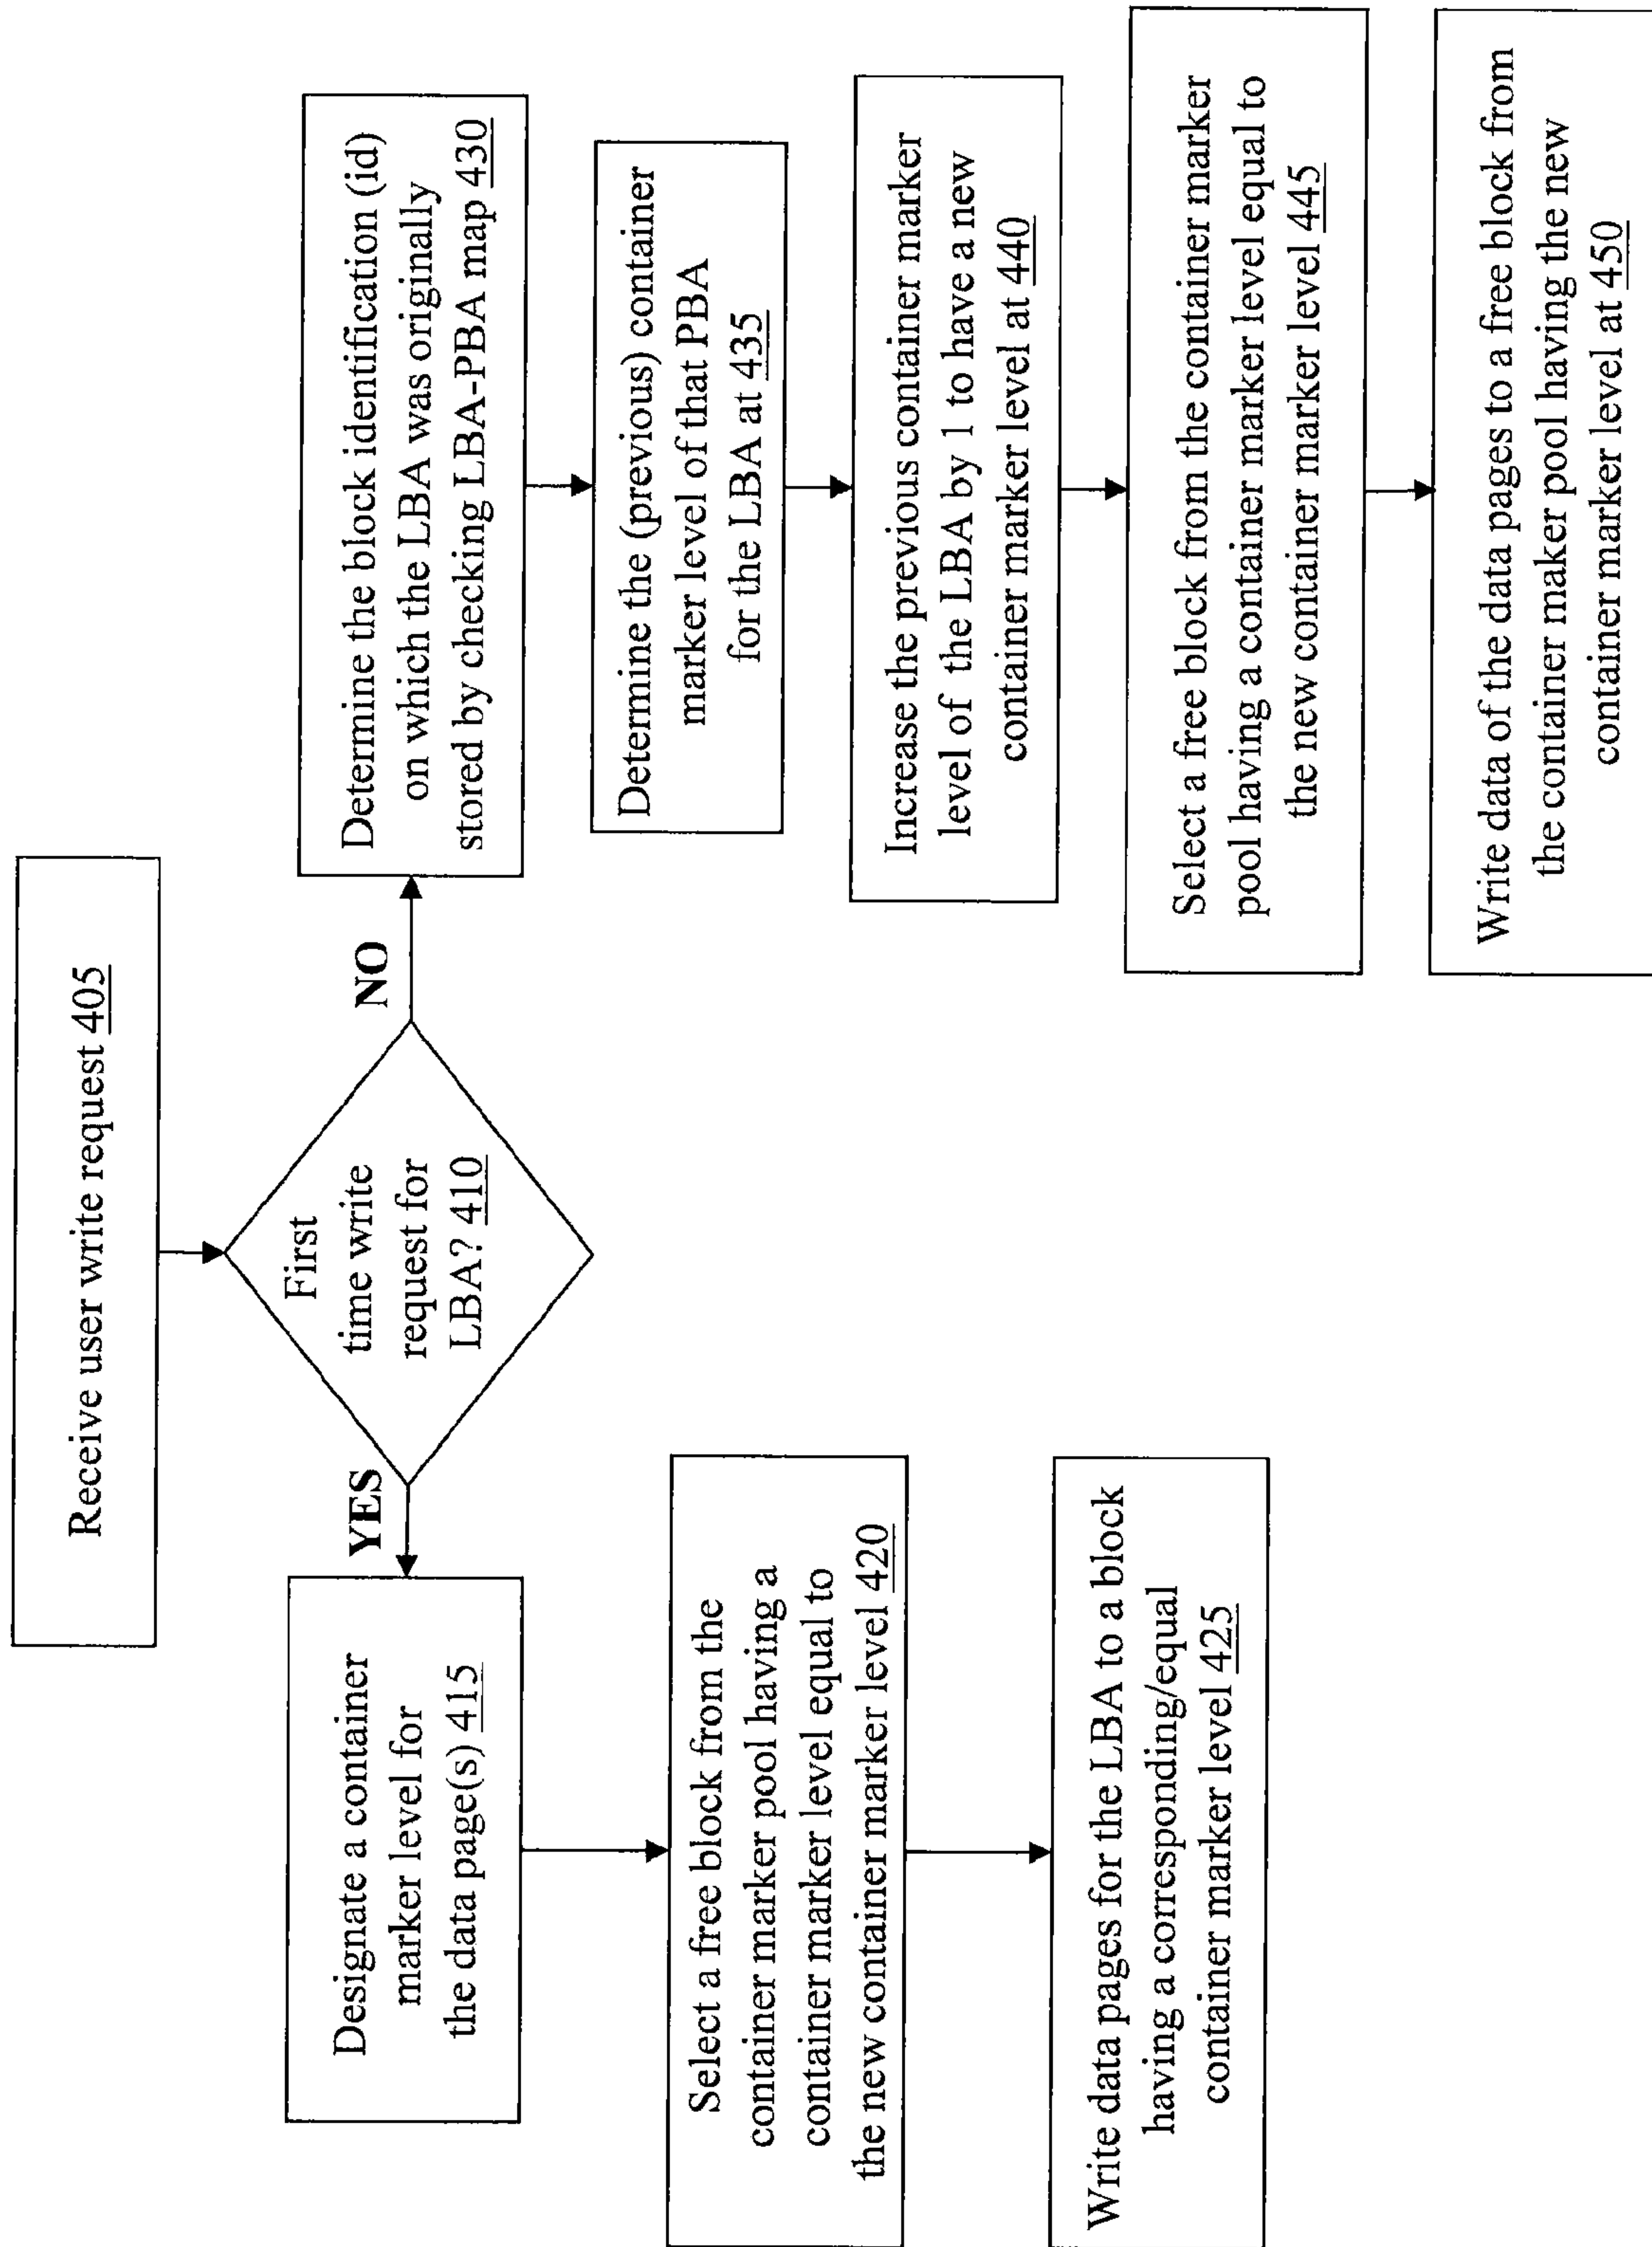 Receive user write request 405
First
time write
request for
LBA? 410
YES
NO
Designate a container
marker level for
the data page(s) 415
Select a free block from the
container marker pool having a
container marker level equal to
the new container marker level 420
Write data pages for the LBA to a block
having a corresponding/equal
container marker level 425
Determine the block identification (id)
on which the LBA was originally
stored by checking LBA-PBA map 430
Determine the (previous) container
marker level of that PBA
for the LBA at 435
Increase the previous container marker
level of the LBA by 1 to have a new
container marker level at 440
Select a free block from the container marker
pool having a container marker level equal to
the new container marker level 445
Write data of the data pages to a free block from
the container maker pool having the new
container marker level at 450